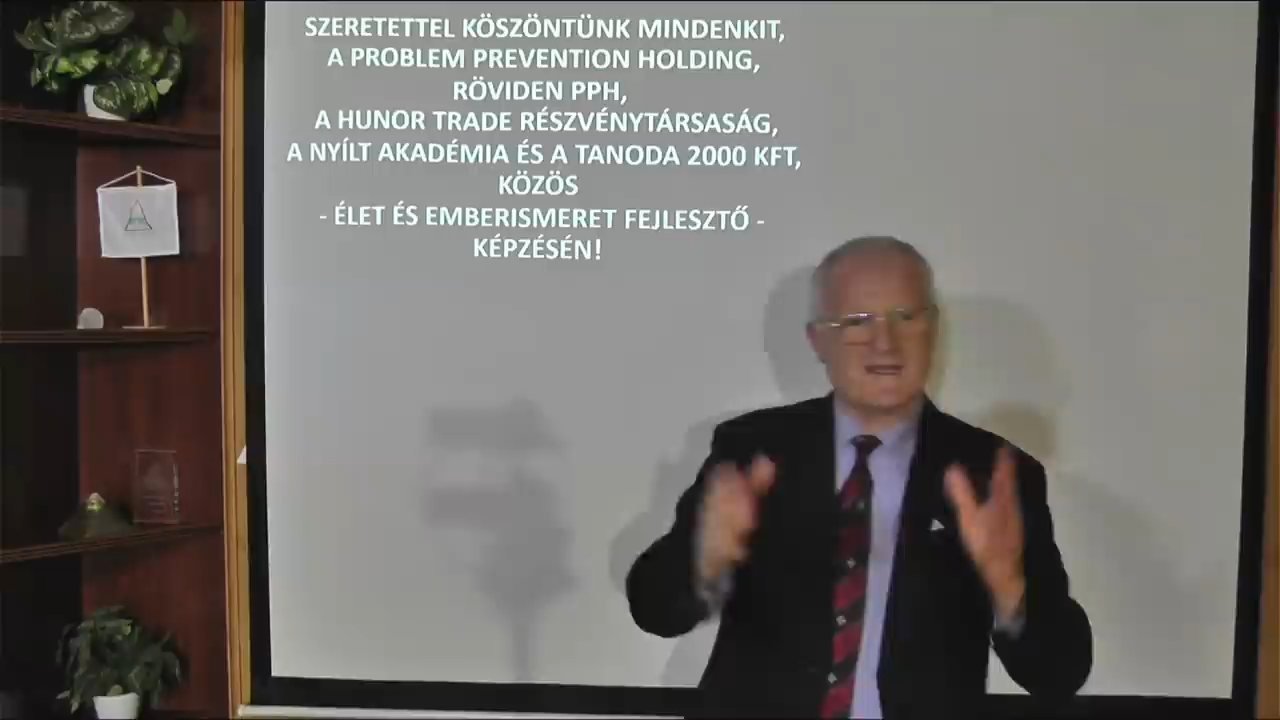 SZERETETTEL KÖSZÖNTÜNK MINDENKIT,
A PROBLEM PREVENTION HOLDING,
RÖVIDEN PPH,
A HUNOR TRADE RÉSZVÉNYTÁRSASÁG,
A NYÍLT AKADÉMIA ÉS A TANODA 2000 KFT,
KÖZÖS
- ÉLET ÉS EMBERISMERET FEJLESZTŐ -
KÉPZÉSÉN!